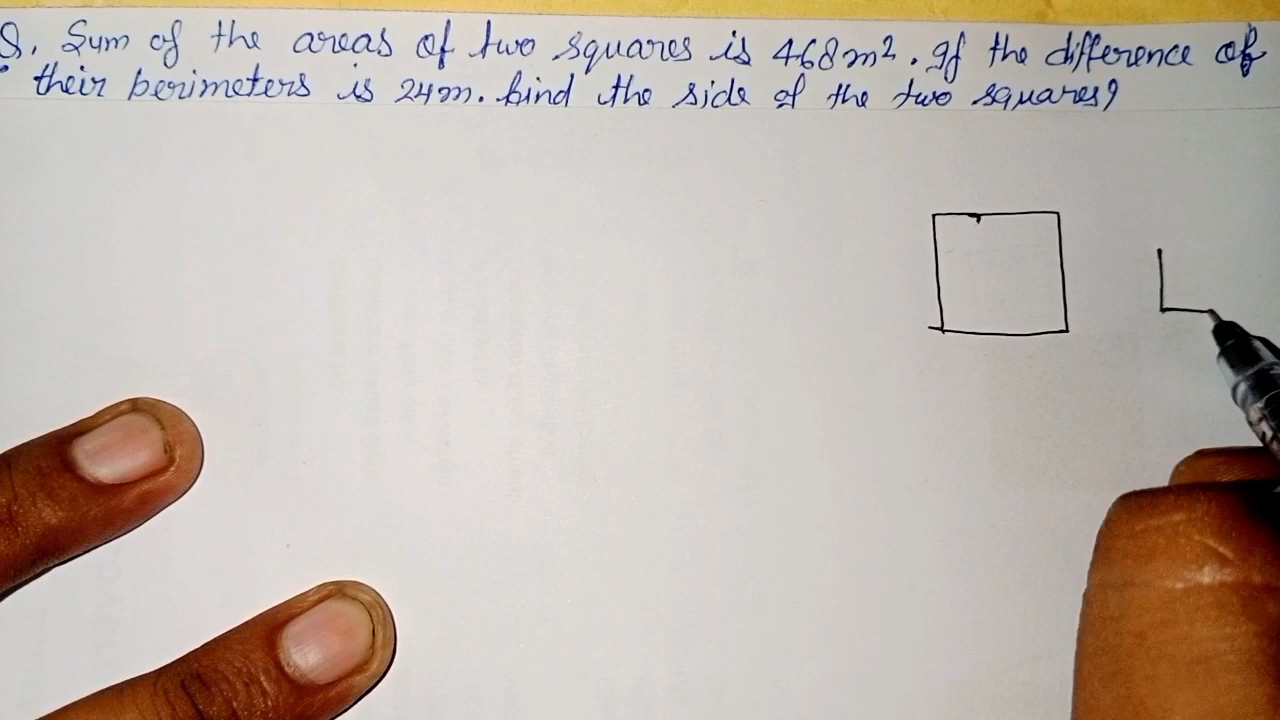 Q. Sum of the areas of two squares is 468m². If the difference of
their perimeters is 24m. find the side of the two squares?